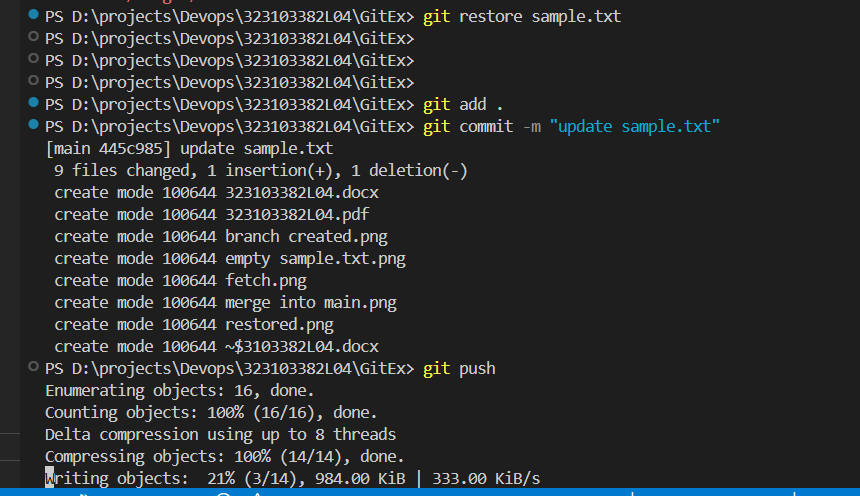 PS D:\projects\Devops\323103382L04\GitEx> git restore sample.txt
PS D:\projects\Devops\323103382L04\GitEx>
PS D:\projects\Devops\323103382L04\GitEx>
PS D:\projects\Devops\323103382L04\GitEx>
PS D:\projects\Devops\323103382L04\GitEx> git add .
PS D:\projects\Devops\323103382L04\GitEx> git commit -m "update sample.txt"
[main 445c985] update sample.txt
 9 files changed, 1 insertion(+), 1 deletion(-)
 create mode 100644 323103382L04.docx
 create mode 100644 323103382L04.pdf
 create mode 100644 branch created.png
 create mode 100644 empty sample.txt.png
 create mode 100644 fetch.png
 create mode 100644 merge into main.png
 create mode 100644 restored.png
 create mode 100644 ~$3103382L04.docx
PS D:\projects\Devops\323103382L04\GitEx> git push
Enumerating objects: 16, done.
Counting objects: 100% (16/16), done.
Delta compression using up to 8 threads
Compressing objects: 100% (14/14), done.
Writing objects:  21% (3/14), 984.00 KiB | 333.00 KiB/s